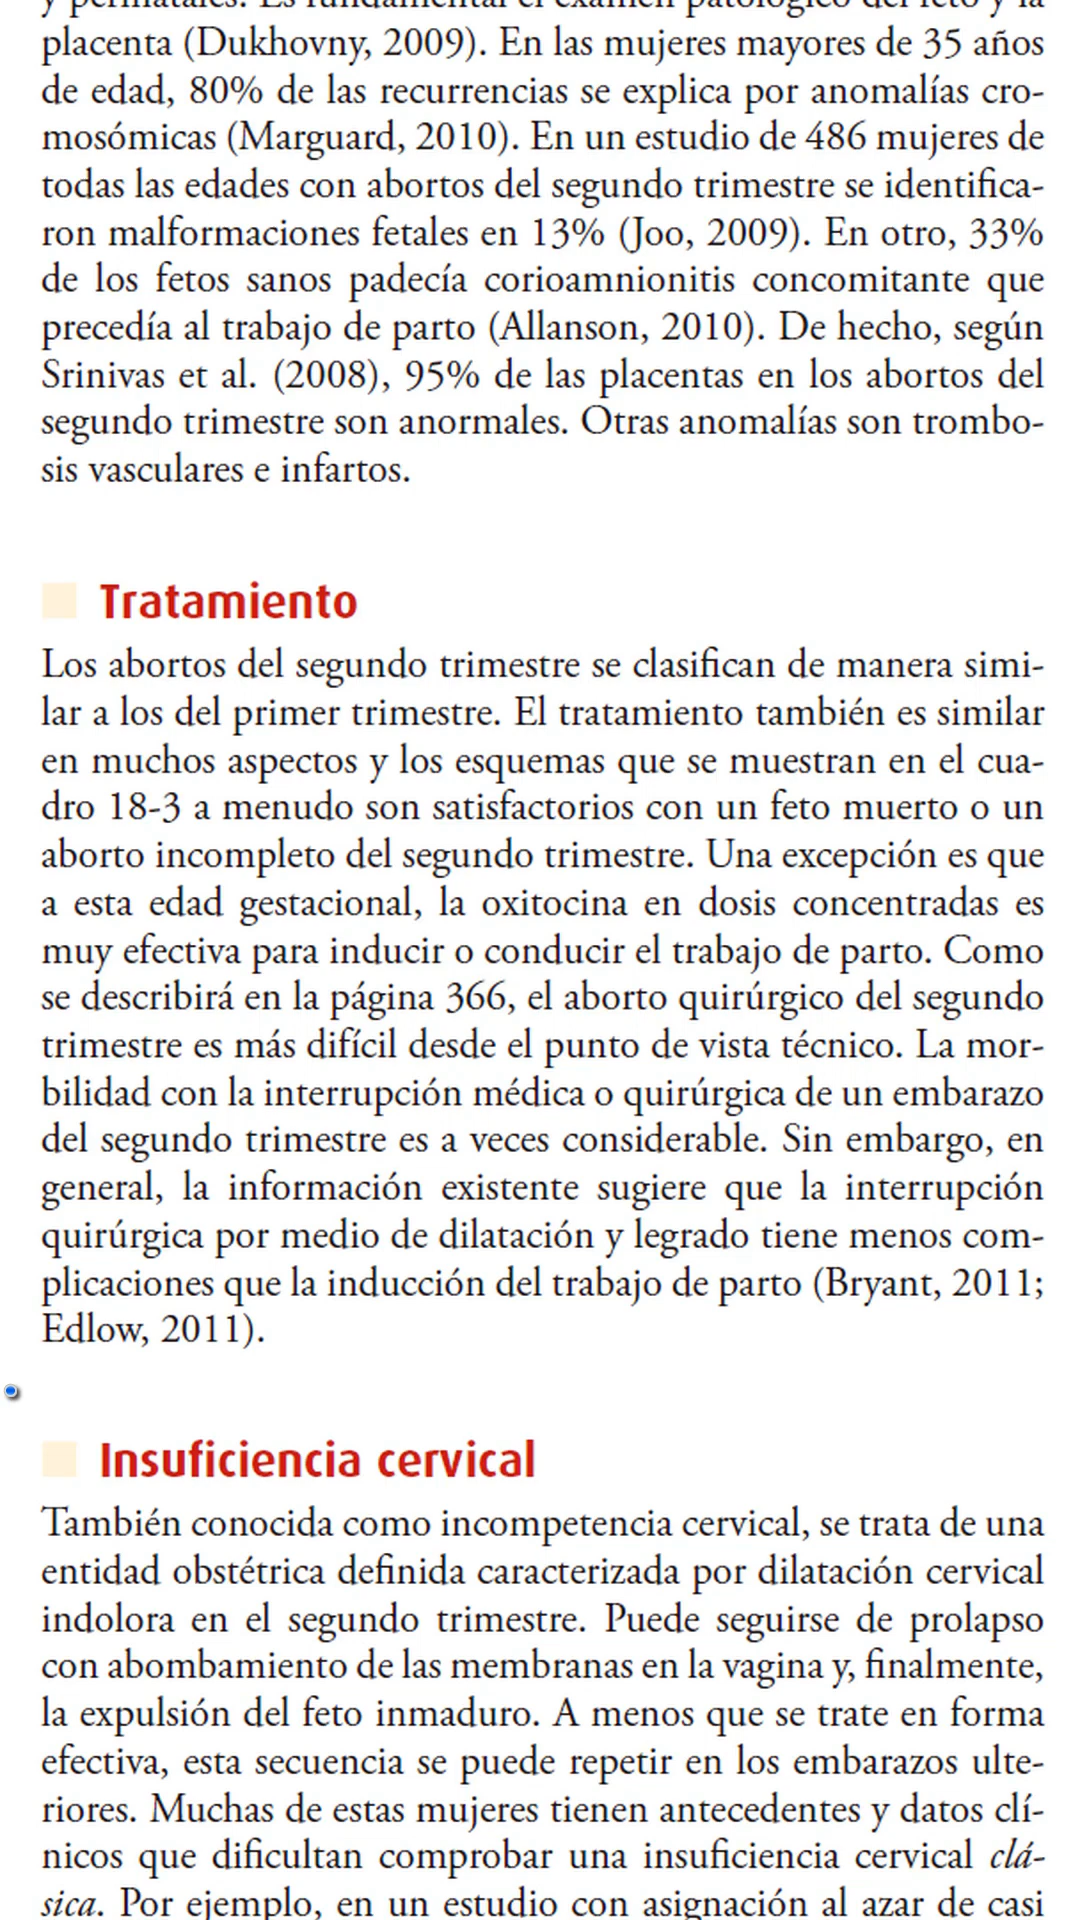 y perinatales. Es fundamental el examen patológico del feto y la
placenta (Dukhovny, 2009). En las mujeres mayores de 35 años
de edad, 80% de las recurrencias se explica por anomalías cro-
mosómicas (Marguard, 2010). En un estudio de 486 mujeres de
todas las edades con abortos del segundo trimestre se identifica-
ron malformaciones fetales en 13% (Joo, 2009). En otro, 33%
de los fetos sanos padecía corioamnionitis concomitante que
precedía al trabajo de parto (Allanson, 2010). De hecho, según
Srinivas et al. (2008), 95% de las placentas en los abortos del
segundo trimestre son anormales. Otras anomalías son trombo-
sis vasculares e infartos.
Tratamiento
Los abortos del segundo trimestre se clasifican de manera simi-
lar a los del primer trimestre. El tratamiento también es similar
en muchos aspectos y los esquemas que se muestran en el cua-
dro 18-3 a menudo son satisfactorios con un feto muerto o un
aborto incompleto del segundo trimestre. Una excepción es que
a esta edad gestacional, la oxitocina en dosis concentradas es
muy efectiva para inducir o conducir el trabajo de parto. Como
se describirá en la página 366, el aborto quirúrgico del segundo
trimestre es más difícil desde el punto de vista técnico. La mor-
bilidad con la interrupción médica o quirúrgica de un embarazo
del segundo trimestre es a veces considerable. Sin embargo, en
general, la información existente sugiere que la interrupción
quirúrgica por medio de dilatación y legrado tiene menos com-
plicaciones que la inducción del trabajo de parto (Bryant, 2011;
Edlow, 2011).
Insuficiencia cervical
También conocida como incompetencia cervical, se trata de una
entidad obstétrica definida caracterizada por dilatación cervical
indolora en el segundo trimestre. Puede seguirse de prolapso
con abombamiento de las membranas en la vagina y, finalmente,
la expulsión del feto inmaduro. A menos que se trate en forma
efectiva, esta secuencia se puede repetir en los embarazos ulte-
riores. Muchas de estas mujeres tienen antecedentes y datos clí-
nicos que dificultan comprobar una insuficiencia cervical clá-
sica. Por ejemplo, en un estudio con asignación al azar de casi